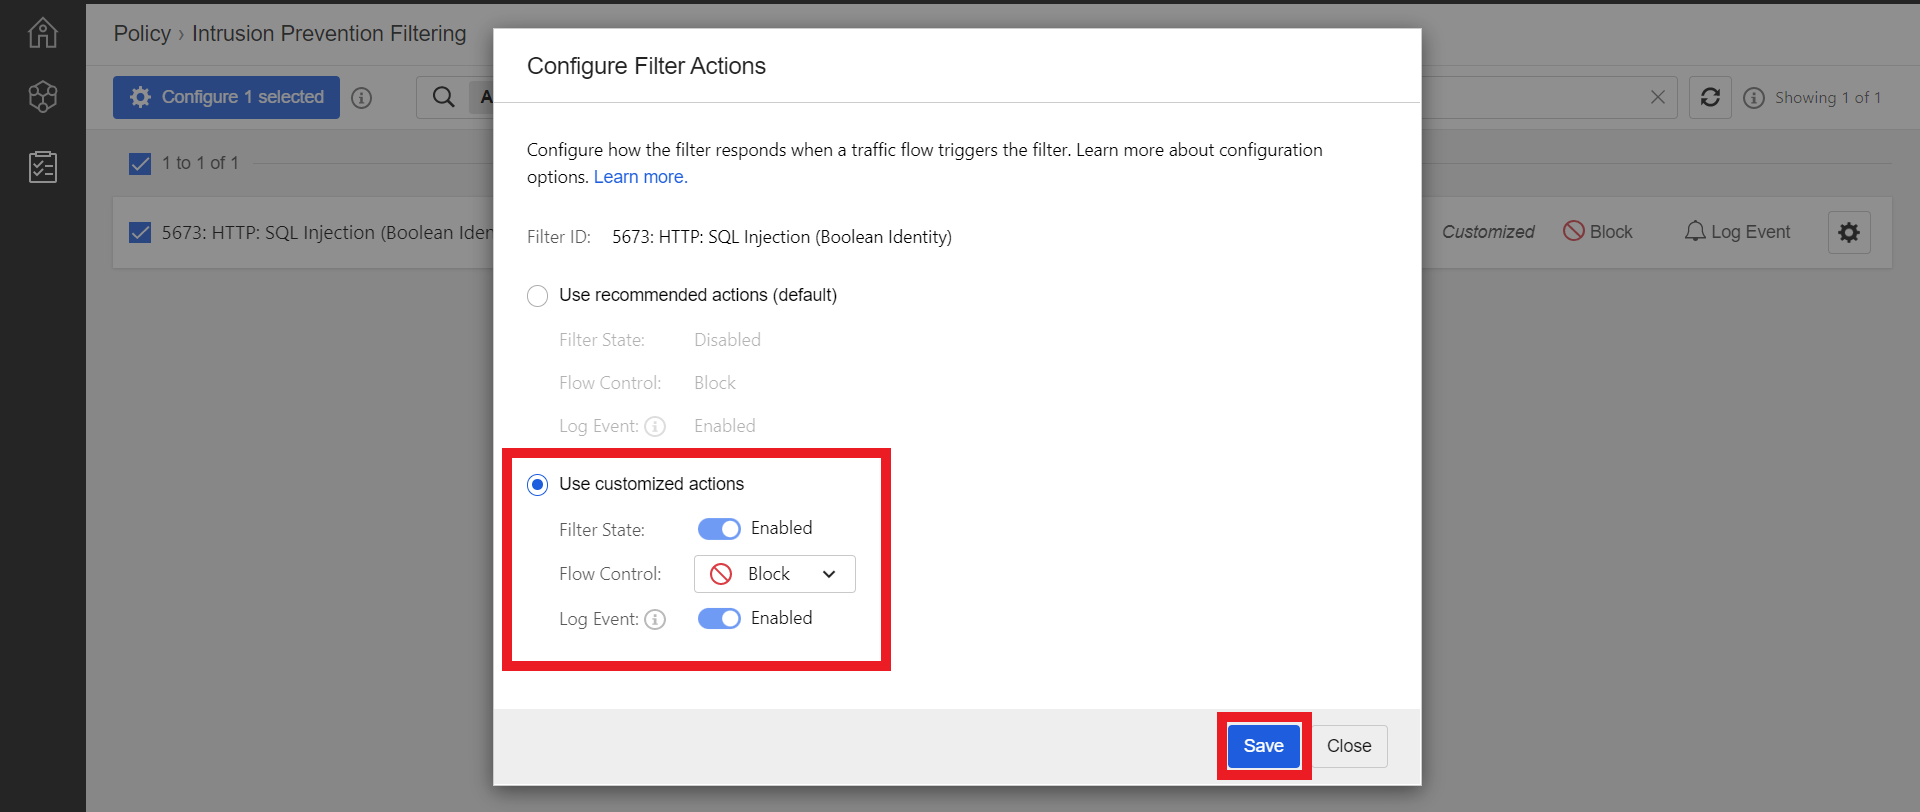 Policy › Intrusion Prevention Filtering
Configure 1 selected
A
Showing 1 of 1
1 to 1 of 1
5673: HTTP: SQL Injection (Boolean Iden
Customized
Block
Log Event
Configure Filter Actions
Configure how the filter responds when a traffic flow triggers the filter. Learn more about configuration
options. Learn more.
Filter ID: 5673: HTTP: SQL Injection (Boolean Identity)
Use recommended actions (default)
Filter State: Disabled
Flow Control: Block
Log Event: Enabled
Use customized actions
Filter State: Enabled
Flow Control: Block
Log Event: Enabled
Save
Close